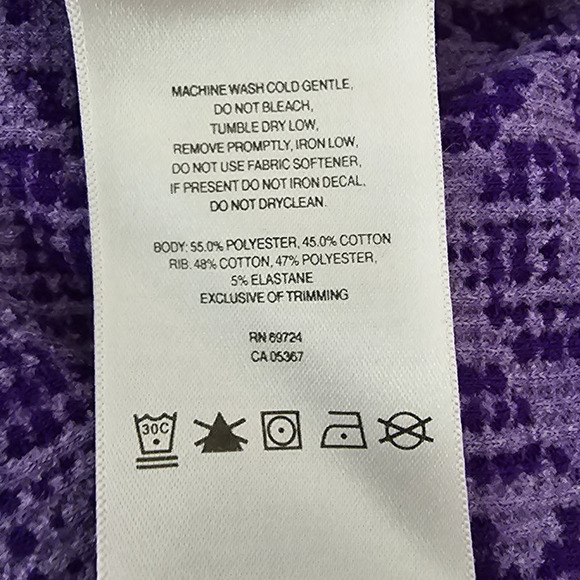 MACHINE WASH COLD GENTLE,
DO NOT BLEACH,
TUMBLE DRY LOW,
REMOVE PROMPTLY, IRON LOW,
DO NOT USE FABRIC SOFTENER,
IF PRESENT DO NOT IRON DECAL,
DO NOT DRYCLEAN.
BODY: 55.0% POLYESTER, 45.0% COTTON
RIB: 48% COTTON, 47% POLYESTER,
5% ELASTANE
EXCLUSIVE OF TRIMMING
RN 69724
CA 05367
30C